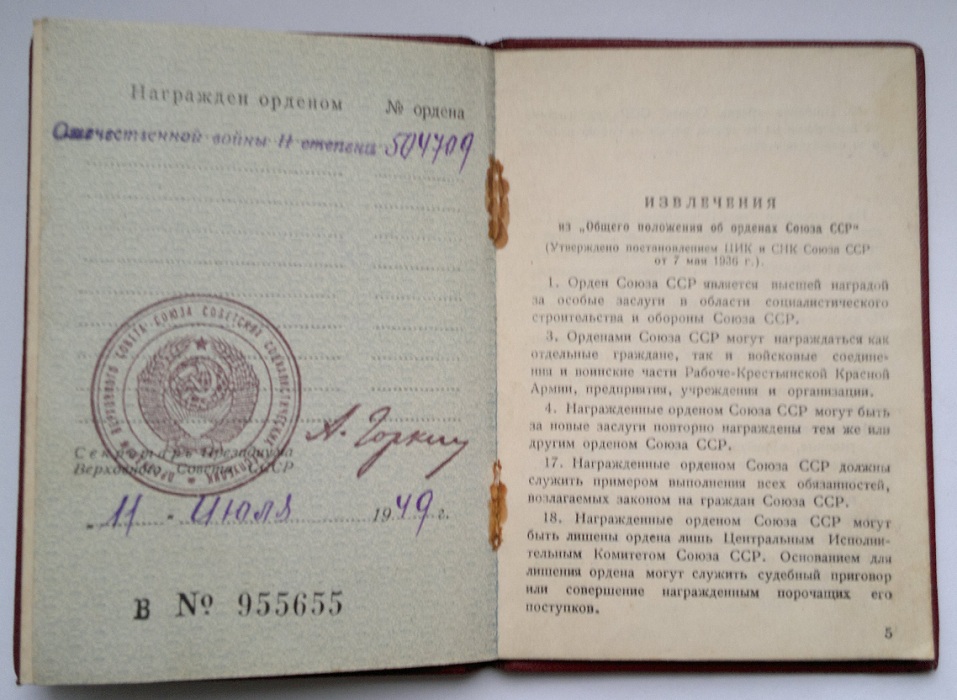 Награжден орденом № ордена
Отечественной войны II степени 504709
Секретарь Президиума
Верховного Совета СССР
А. Горкин
„11“ Июля 1949 г.
В № 955655
ИЗВЛЕЧЕНИЯ
из „Общего положения об орденах Союза ССР“
(Утверждено постановлением ЦИК и СНК Союза ССР
от 7 мая 1936 г.).
1. Орден Союза ССР является высшей наградой
за особые заслуги в области социалистического
строительства и обороны Союза ССР.
3. Орденами Союза ССР могут награждаться как
отдельные граждане, так и войсковые соедине-
ния и воинские части Рабоче-Крестьянской Красной
Армии, предприятия, учреждения и организации.
4. Награжденные орденом Союза ССР могут быть
за новые заслуги повторно награждены тем же или
другим орденом Союза ССР.
17. Награжденные орденом Союза ССР должны
служить примером выполнения всех обязанностей,
возлагаемых законом на граждан Союза ССР.
18. Награжденные орденом Союза ССР могут
быть лишены ордена лишь Центральным Исполни-
тельным Комитетом Союза ССР. Основанием для
лишения ордена могут служить судебный приговор
или совершение награжденным порочащих его
поступков.
5